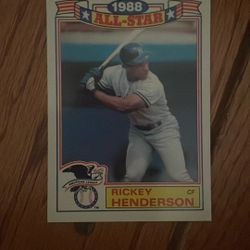 1988
ALL-STAR
RICKEY
CF
HENDERSON